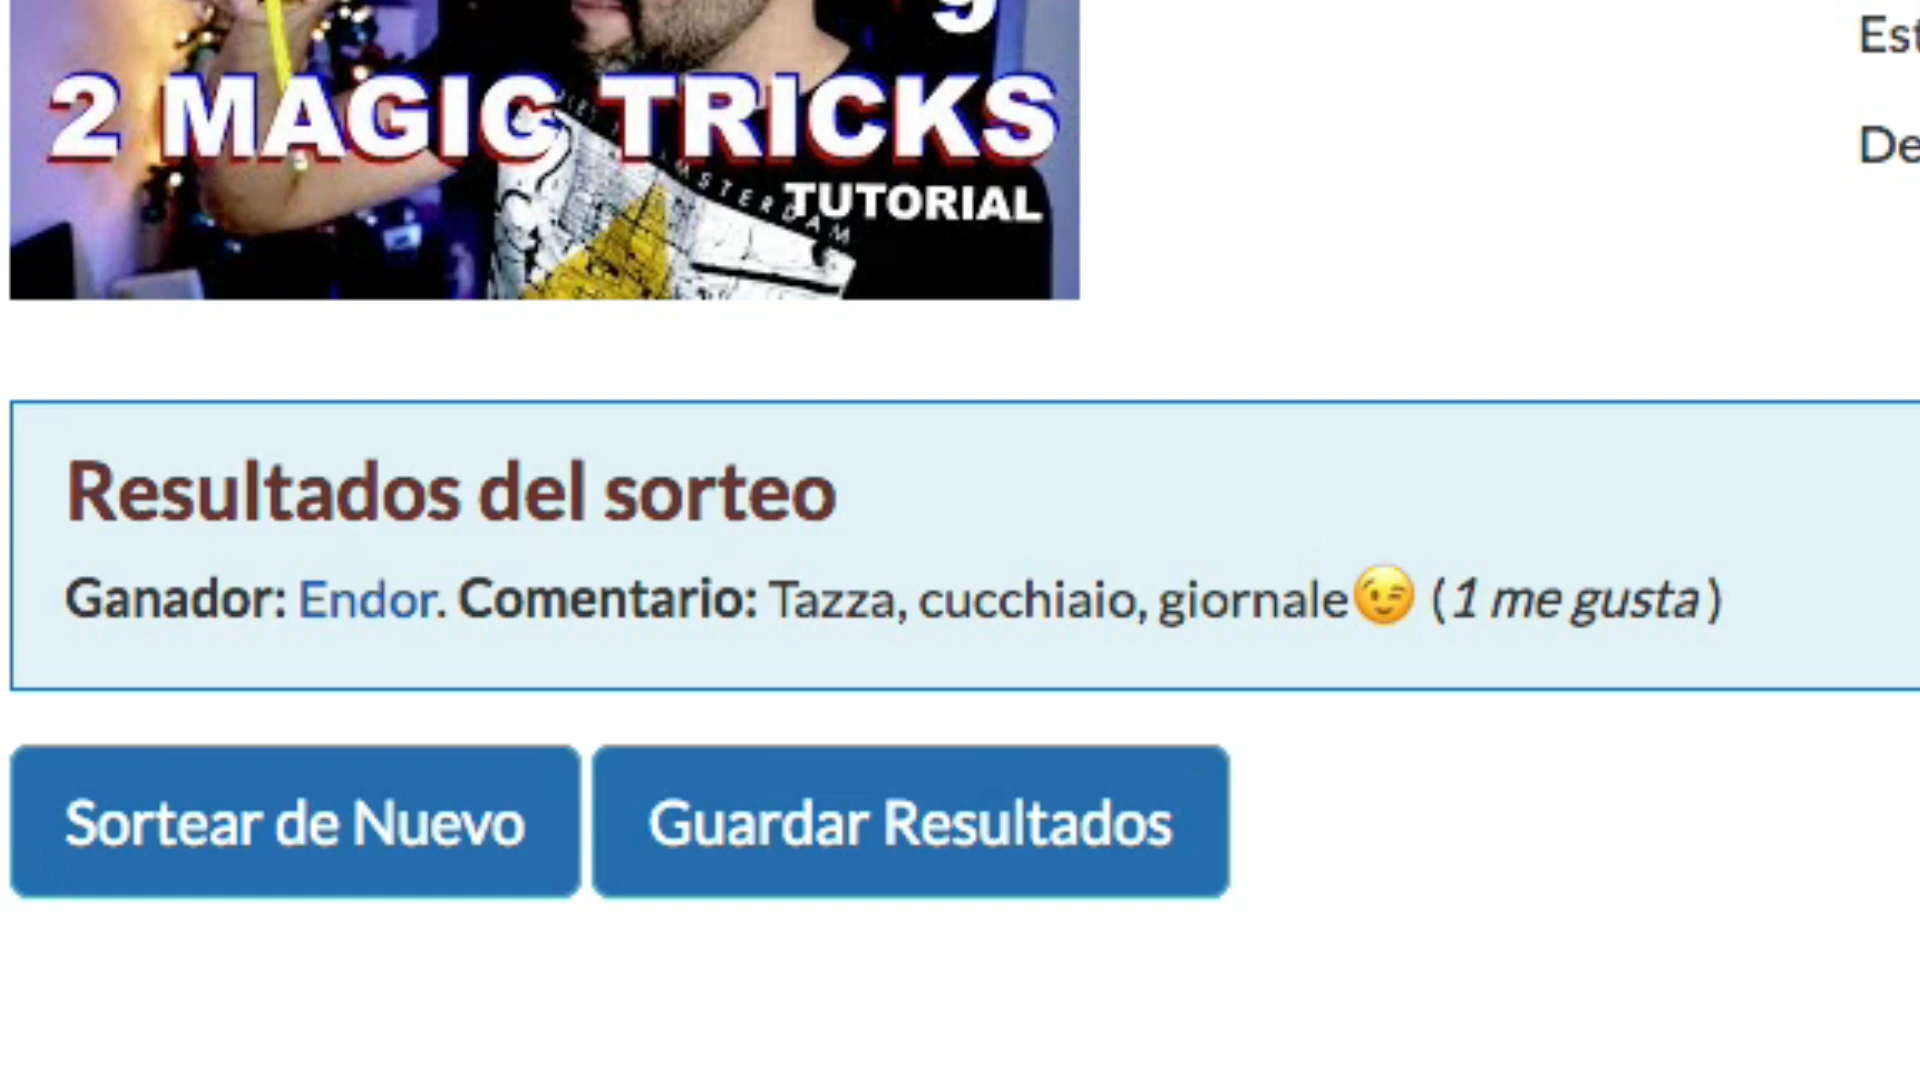 2 MAGIC TRICKS
AMSTERDAM
TUTORIAL
Resultados del sorteo
Ganador: Endor. Comentario: Tazza, cucchiaio, giornale😉 (1 me gusta)
Sortear de Nuevo
Guardar Resultados